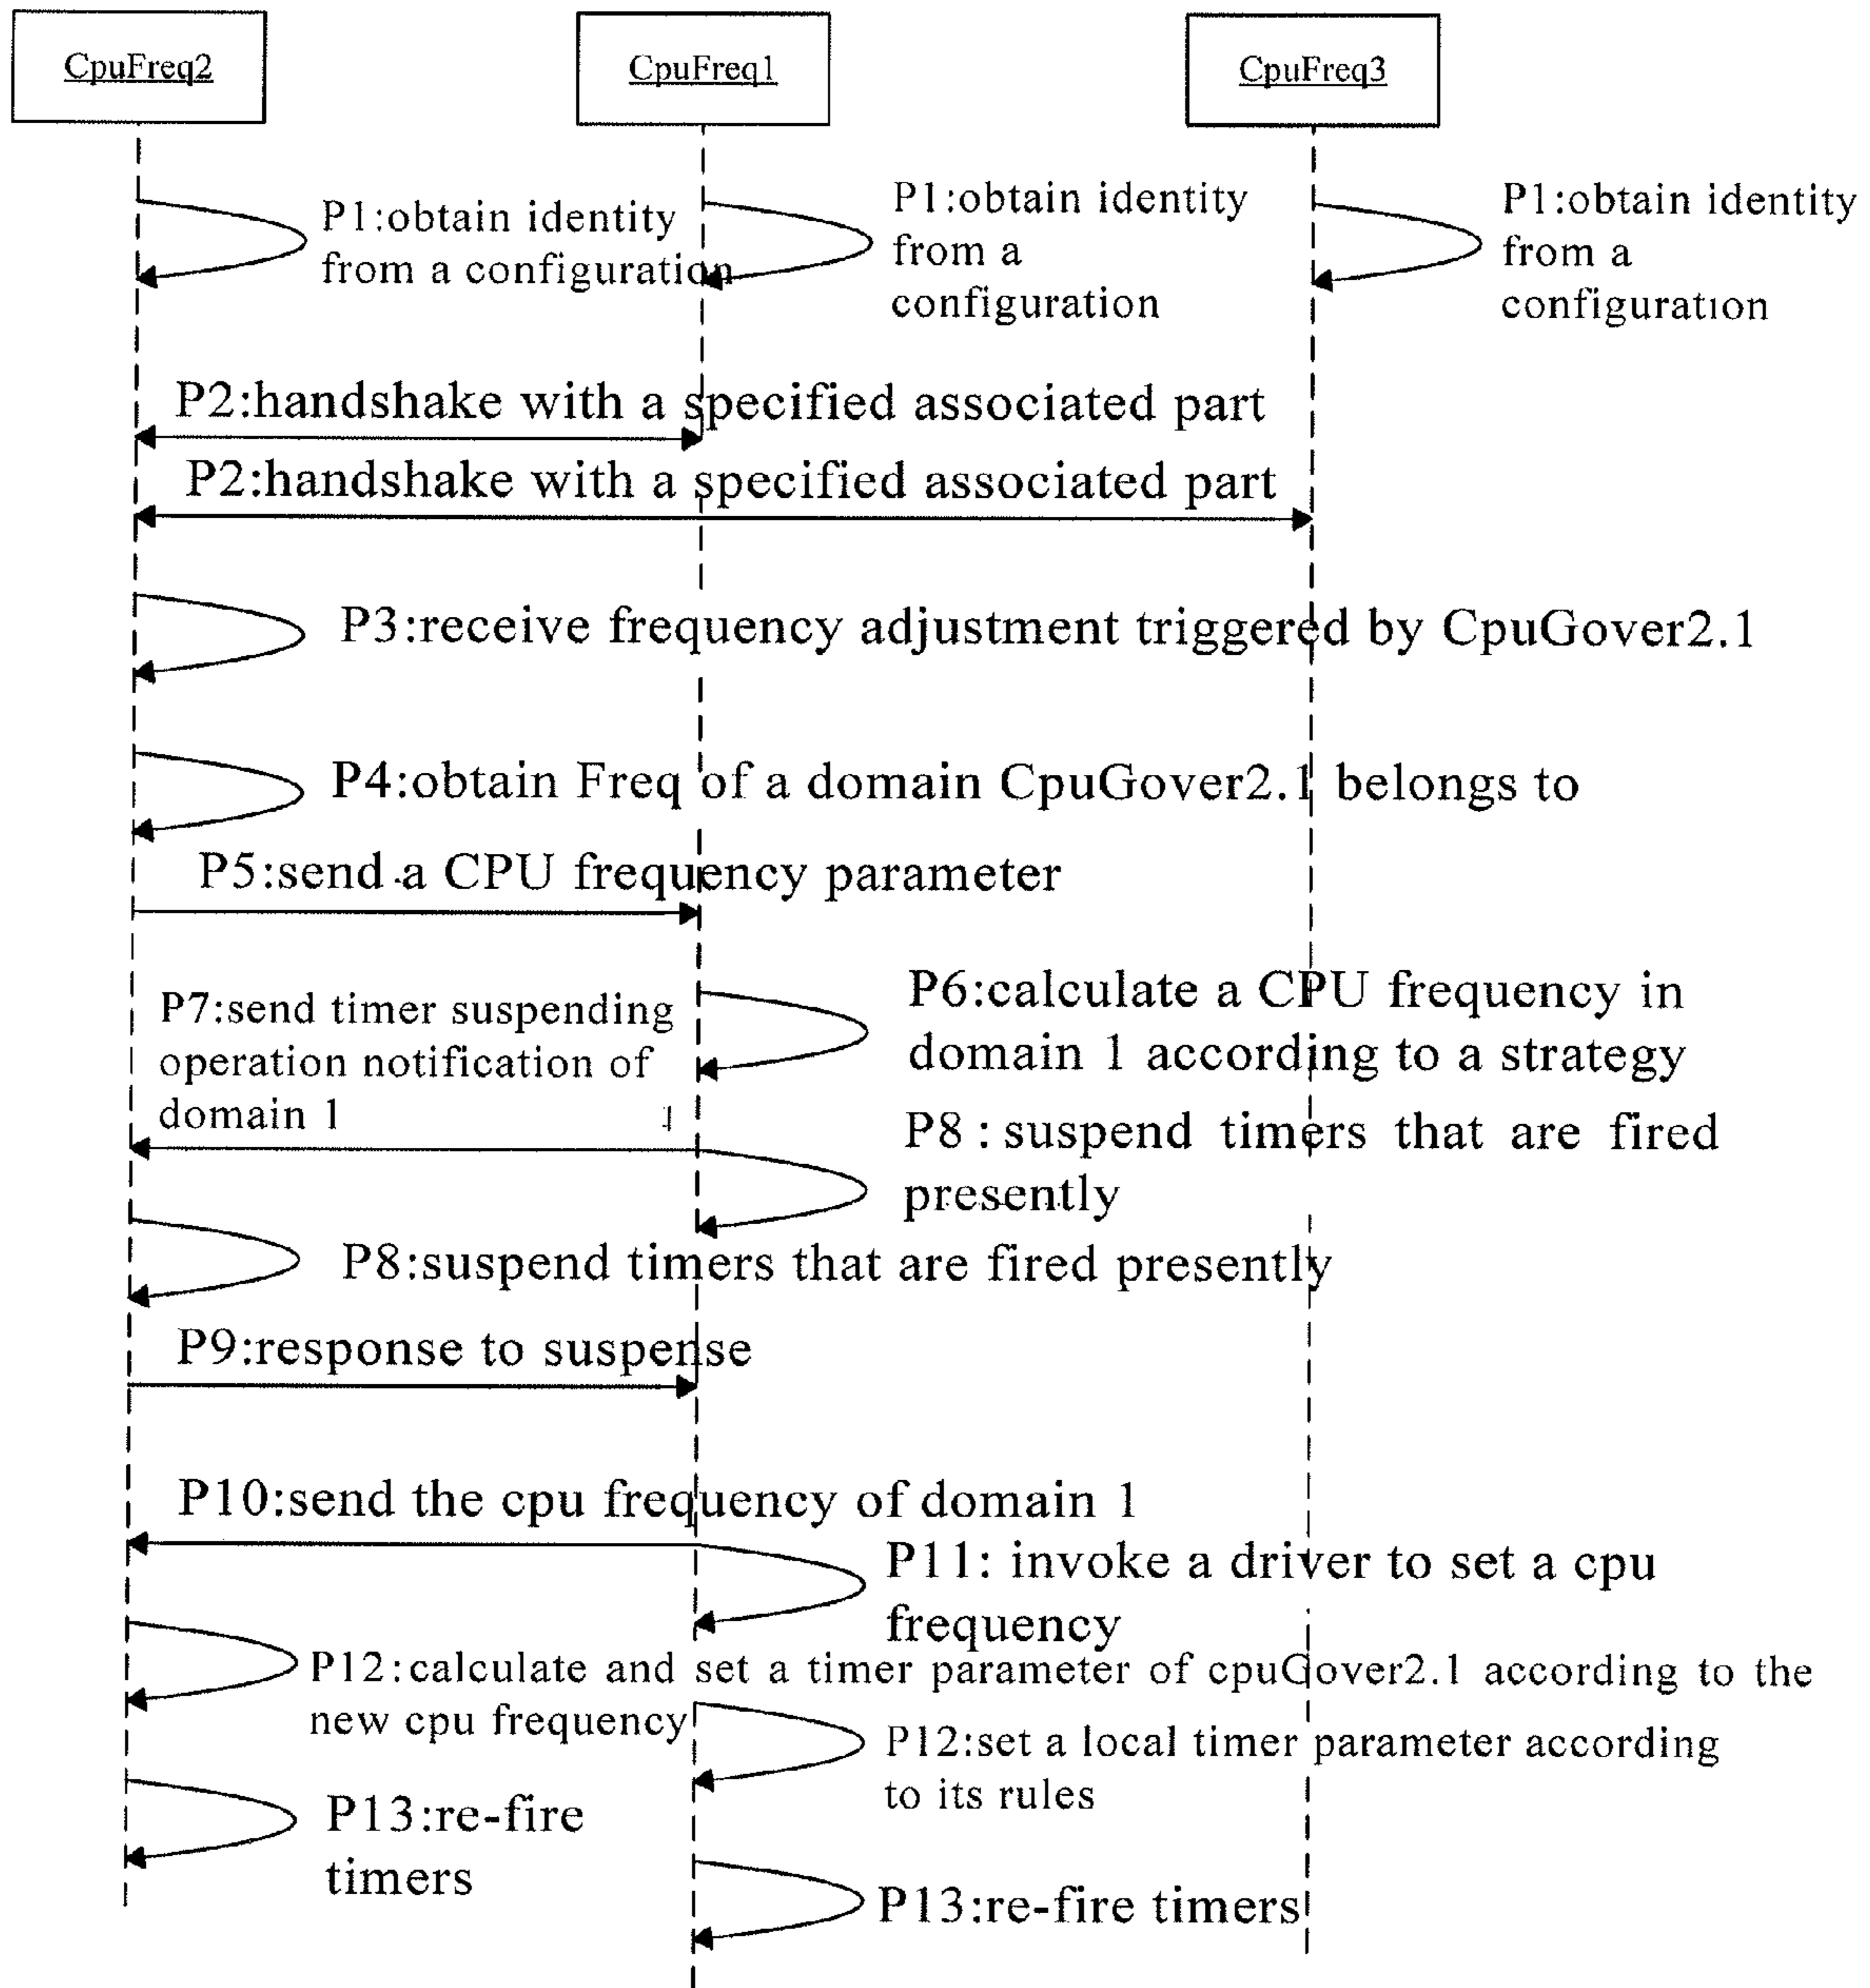 CpuFreq2
CpuFreq1
CpuFreq3
P1:obtain identity
from a configuration
P1:obtain identity
from a
configuration
P1:obtain identity
from a
configuration
P2:handshake with a specified associated part
P2:handshake with a specified associated part
P3:receive frequency adjustment triggered by CpuGover2.1
P4:obtain Freq of a domain CpuGover2.1 belongs to
P5:send a CPU frequency parameter
P6:calculate a CPU frequency in
domain 1 according to a strategy
P7:send timer suspending
operation notification of
domain 1 1
P8 : suspend timers that are fired
presently
P8:suspend timers that are fired presently
P9:response to suspense
P10:send the cpu frequency of domain 1
P11: invoke a driver to set a cpu
frequency
P12:calculate and set a timer parameter of cpuGover2.1 according to the
new cpu frequency
P12:set a local timer parameter according
to its rules
P13:re-fire
timers
P13:re-fire timers